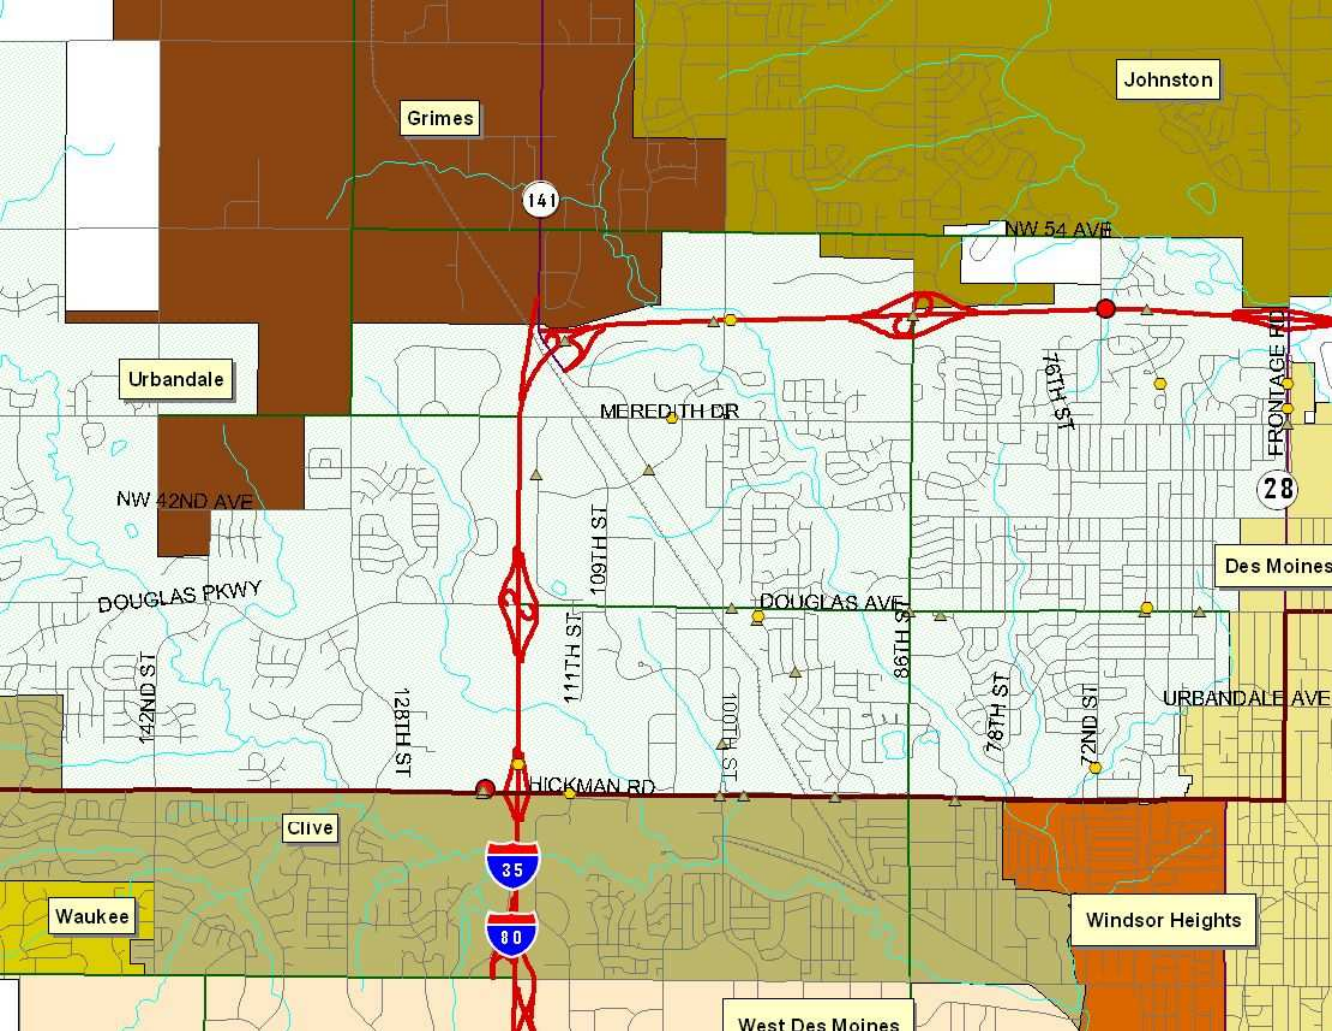 Johnston
Grimes
141
NW 54 AVE
Urbandale
MEREDITH DR
76TH ST
FRONTAGE RD
NW 42ND AVE
28
109TH ST
Des Moines
DOUGLAS PKWY
DOUGLAS AVE
111TH ST
86TH ST
142ND ST
128TH ST
100TH ST
78TH ST
72ND ST
URBANDALE AVE
HICKMAN RD
Clive
35
Waukee
80
Windsor Heights
West Des Moines